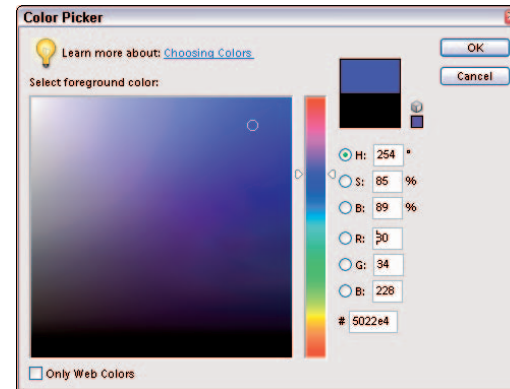 Color Picker
Learn more about: Choosing Colors
OK
Cancel
Select foreground color:
H: 254 °
S: 85 %
B: 89 %
R: 80
G: 34
B: 228
# 5022e4
Only Web Colors